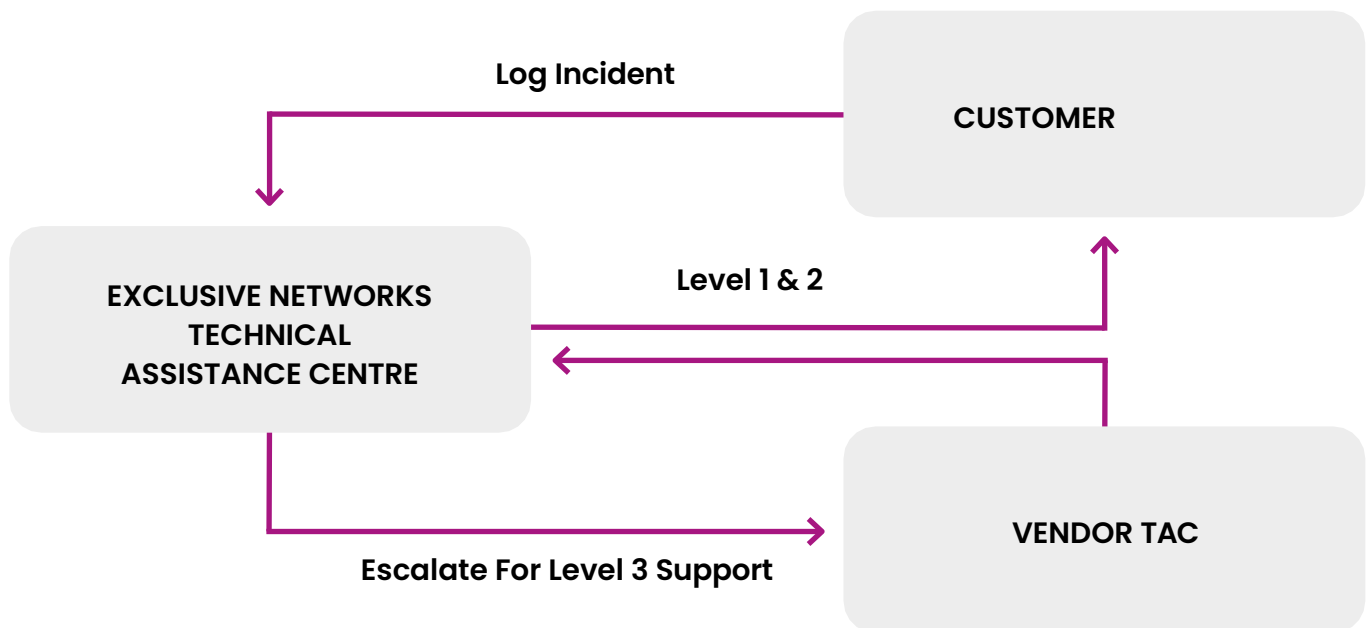 Log Incident
CUSTOMER
Level 1 & 2
EXCLUSIVE NETWORKS
TECHNICAL
ASSISTANCE CENTRE
VENDOR TAC
Escalate For Level 3 Support